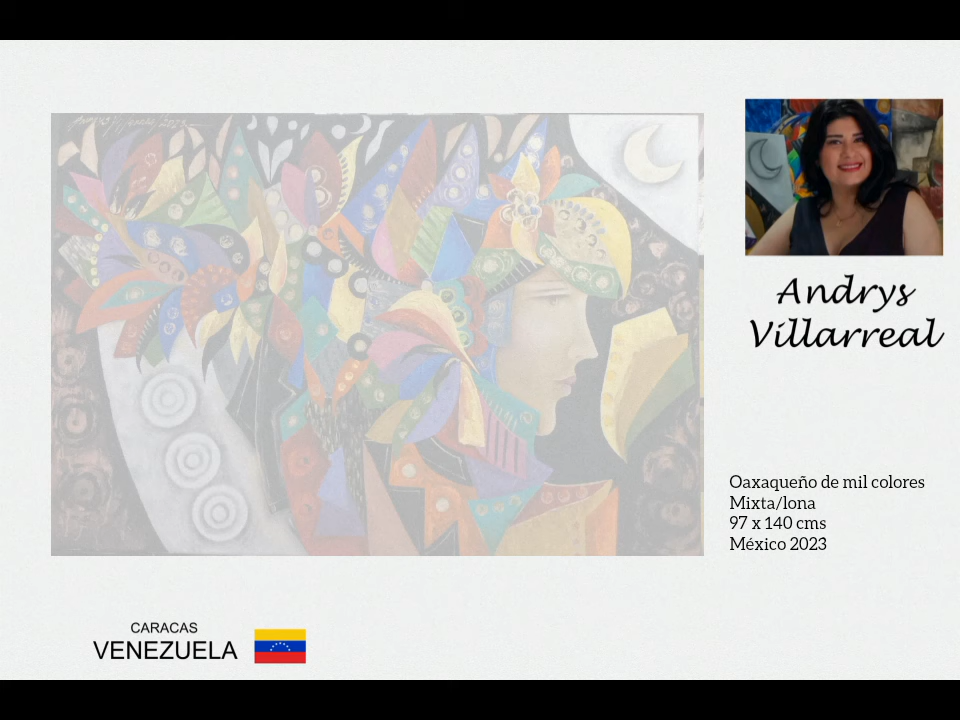 Andrys
Villarreal
Oaxaqueño de mil colores
Mixta/lona
97 x 140 cms
México 2023
CARACAS
VENEZUELA